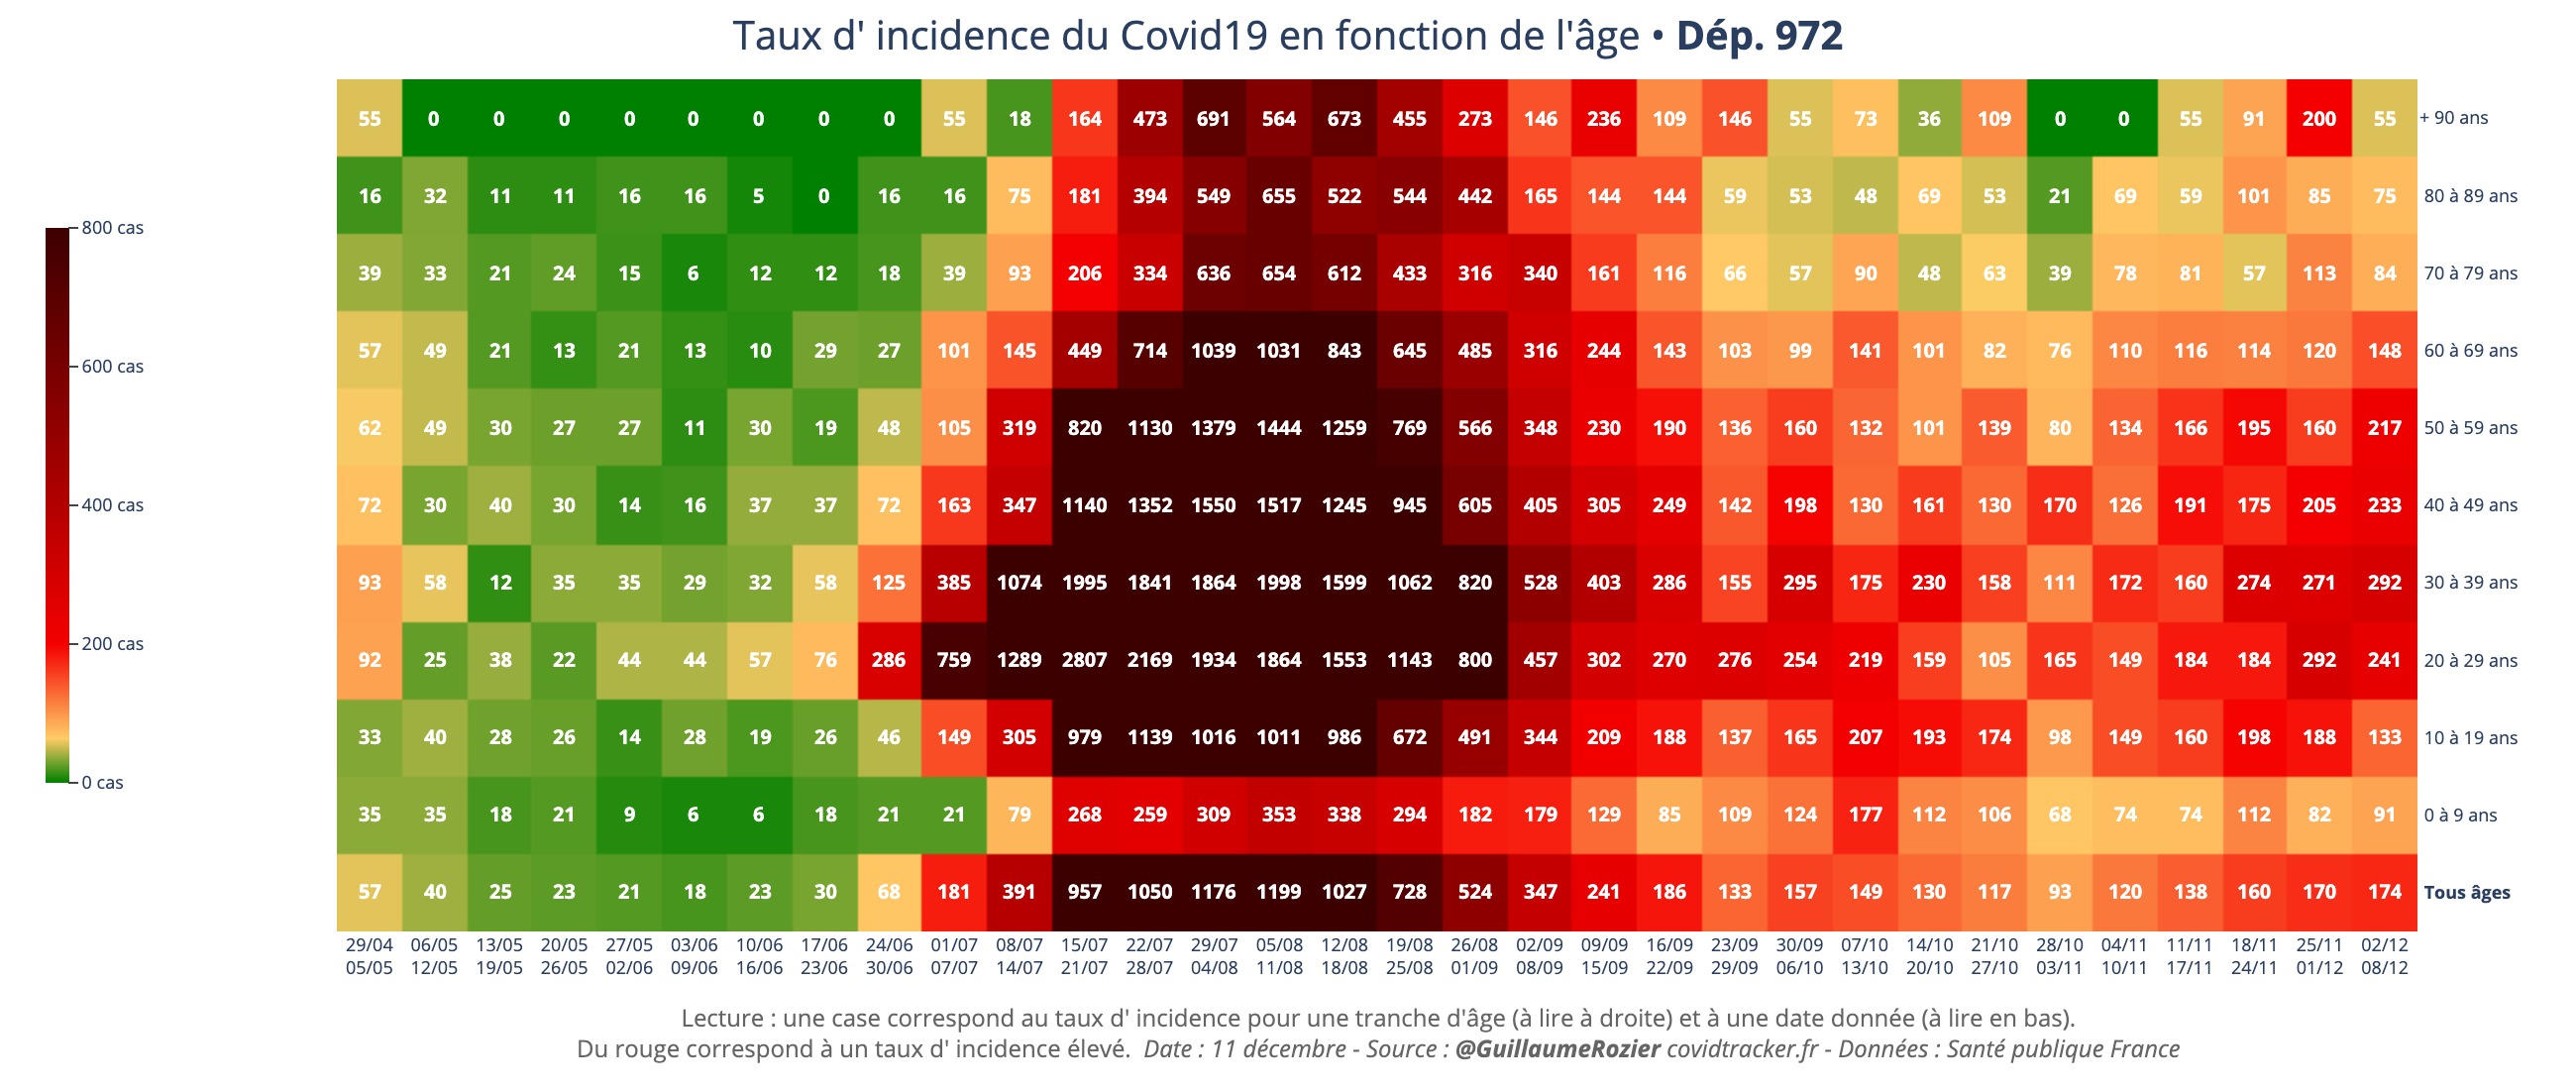 Taux d' incidence du Covid19 en fonction de l'âge • Dép. 972
800 cas
600 cas
400 cas
200 cas
0 cas
55 0 0 0 0 0 0 0 0 55 18 164 473 691 564 673 455 273 146 236 109 146 55 73 36 109 0 0 55 91 200 55 + 90 ans
16 32 11 11 16 16 5 0 16 16 75 181 394 549 655 522 544 442 165 144 144 59 53 48 69 53 21 69 59 101 85 75 80 à 89 ans
39 33 21 24 15 6 12 12 18 39 93 206 334 636 654 612 433 316 340 161 116 66 57 90 48 63 39 78 81 57 113 84 70 à 79 ans
57 49 21 13 21 13 10 29 27 101 145 449 714 1039 1031 843 645 485 316 244 143 103 99 141 101 82 76 110 116 114 120 148 60 à 69 ans
62 49 30 27 27 11 30 19 48 105 319 820 1130 1379 1444 1259 769 566 348 230 190 136 160 132 101 139 80 134 166 195 160 217 50 à 59 ans
72 30 40 30 14 16 37 37 72 163 347 1140 1352 1550 1517 1245 945 605 405 305 249 142 198 130 161 130 170 126 191 175 205 233 40 à 49 ans
93 58 12 35 35 29 32 58 125 385 1074 1995 1841 1864 1998 1599 1062 820 528 403 286 155 295 175 230 158 111 172 160 274 271 292 30 à 39 ans
92 25 38 22 44 44 57 76 286 759 1289 2807 2169 1934 1864 1553 1143 800 457 302 270 276 254 219 159 105 165 149 184 184 292 241 20 à 29 ans
33 40 28 26 14 28 19 26 46 149 305 979 1139 1016 1011 986 672 491 344 209 188 137 165 207 193 174 98 149 160 198 188 133 10 à 19 ans
35 35 18 21 9 6 6 18 21 21 79 268 259 309 353 338 294 182 179 129 85 109 124 177 112 106 68 74 74 112 82 91 0 à 9 ans
57 40 25 23 21 18 23 30 68 181 391 957 1050 1176 1199 1027 728 524 347 241 186 133 157 149 130 117 93 120 138 160 170 174 Tous âges
29/04 06/05 13/05 20/05 27/05 03/06 10/06 17/06 24/06 01/07 08/07 15/07 22/07 29/07 05/08 12/08 19/08 26/08 02/09 09/09 16/09 23/09 30/09 07/10 14/10 21/10 28/10 04/11 11/11 18/11 25/11 02/12
05/05 12/05 19/05 26/05 02/06 09/06 16/06 23/06 30/06 07/07 14/07 21/07 28/07 04/08 11/08 18/08 25/08 01/09 08/09 15/09 22/09 29/09 06/10 13/10 20/10 27/10 03/11 10/11 17/11 24/11 01/12 08/12
Lecture : une case correspond au taux d' incidence pour une tranche d'âge (à lire à droite) et à une date donnée (à lire en bas).
Du rouge correspond à un taux d' incidence élevé. Date : 11 décembre - Source : @GuillaumeRozier covidtracker.fr - Données : Santé publique France